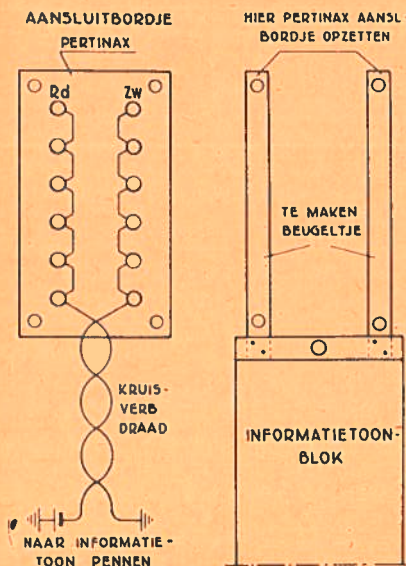 AANSLUITBORDJE
PERTINAX
Rd Zw
KRUIS-
VERB
DRAAD
NAAR INFORMATIE-
TOON PENNEN
HIER PERTINAX AANSL
BORDJE OPZETTEN
TE MAKEN
BEUGELTJE
INFORMATIETOON-
BLOK